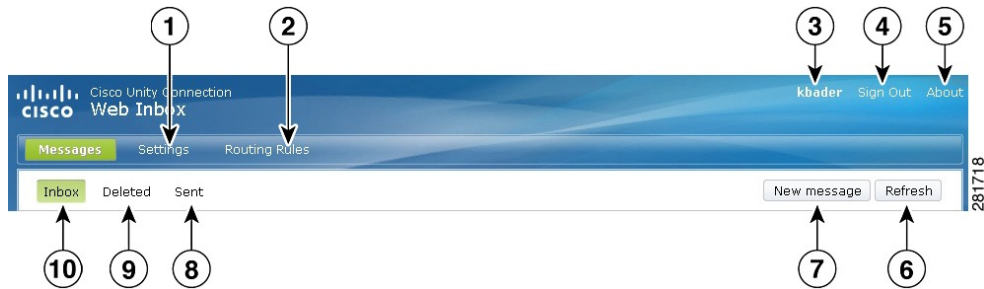 1 2 3 4 5
Cisco Unity Connection
CISCO Web Inbox
kbader Sign Out About
Messages Settings Routing Rules
Inbox Deleted Sent New message Refresh
281718
10 9 8 7 6